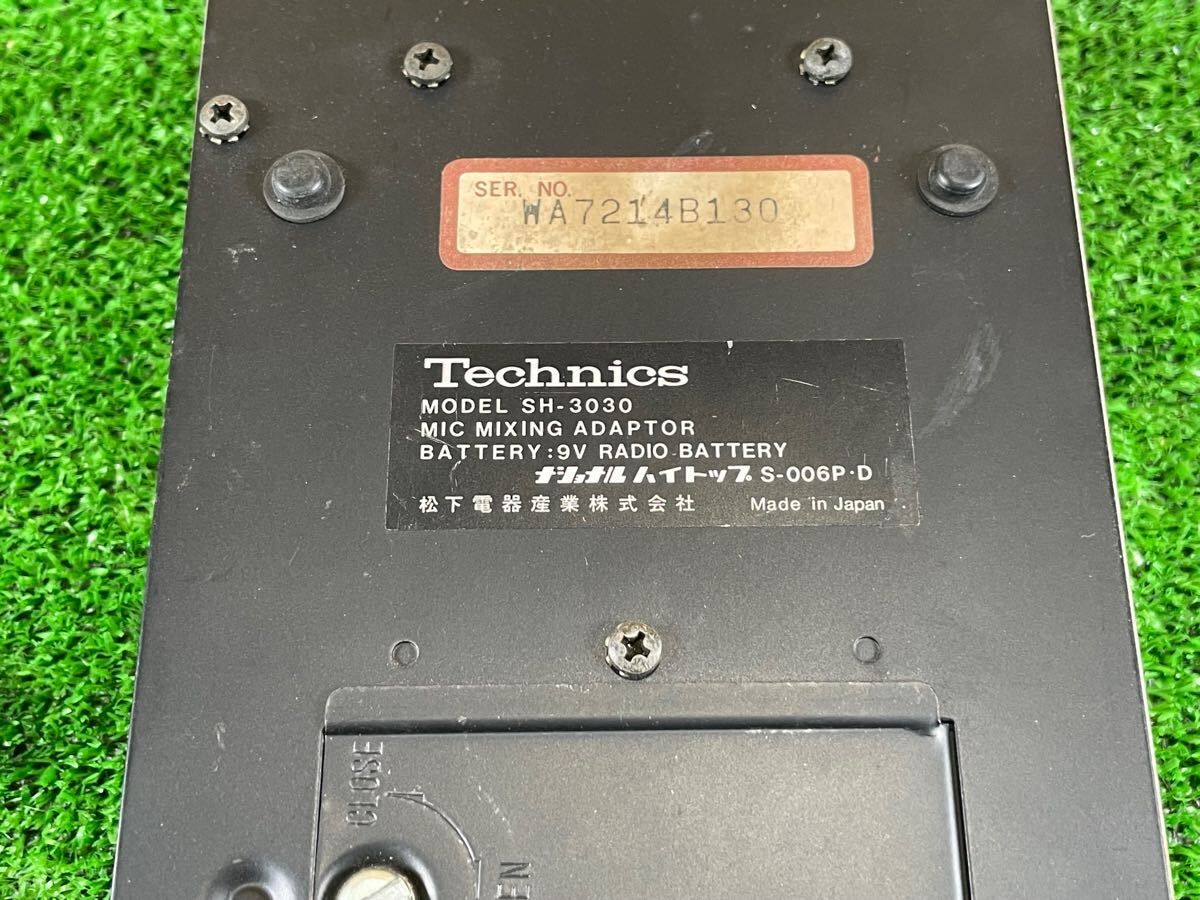 SER. NO.
WA7214B130
Technics
MODEL SH-3030
MIC MIXING ADAPTOR
BATTERY:9V RADIO BATTERY
ナショナル ハイトップ S-006P·D
松下電器産業株式会社 Made in Japan
CLOSE
EN